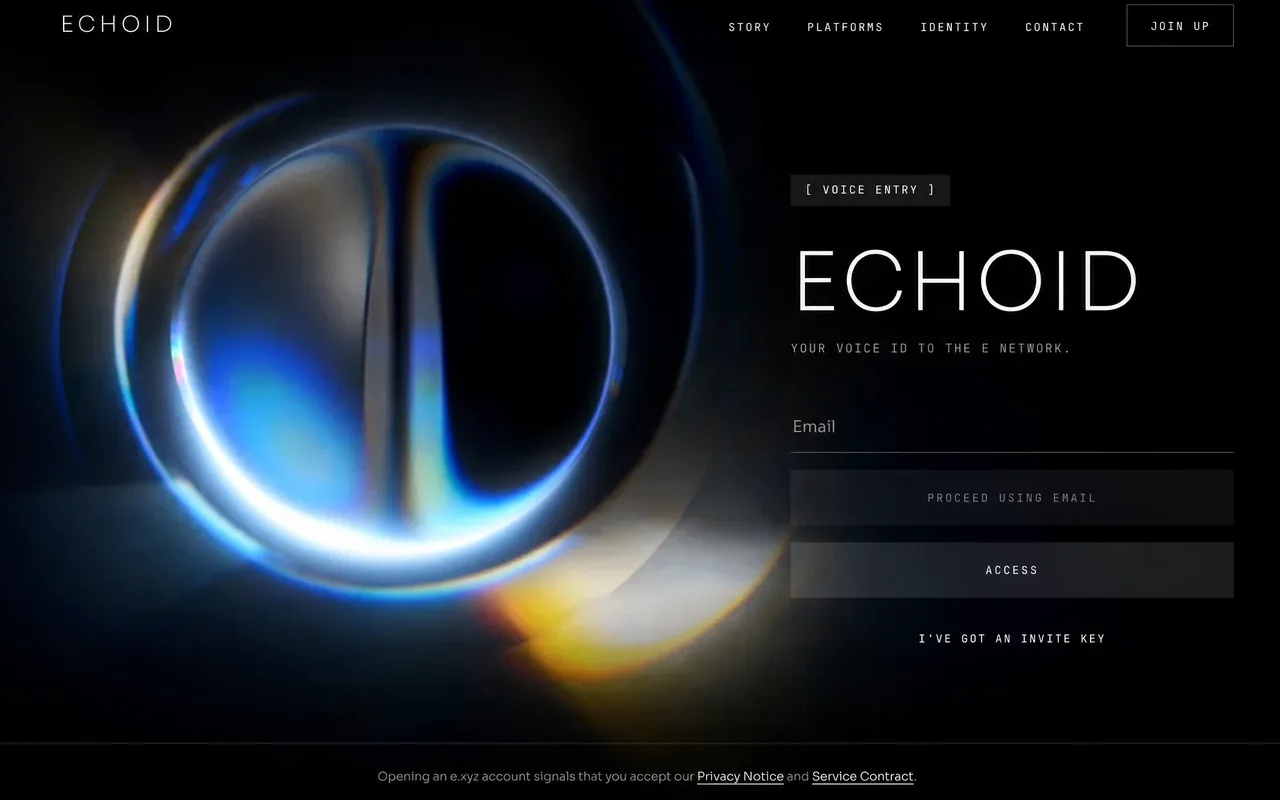 ECHOID
STORY PLATFORMS IDENTITY CONTACT JOIN UP
[ VOICE ENTRY ]
ECHOID
YOUR VOICE ID TO THE E NETWORK.
Email
PROCEED USING EMAIL
ACCESS
I'VE GOT AN INVITE KEY
Opening an e.xyz account signals that you accept our Privacy Notice and Service Contract.